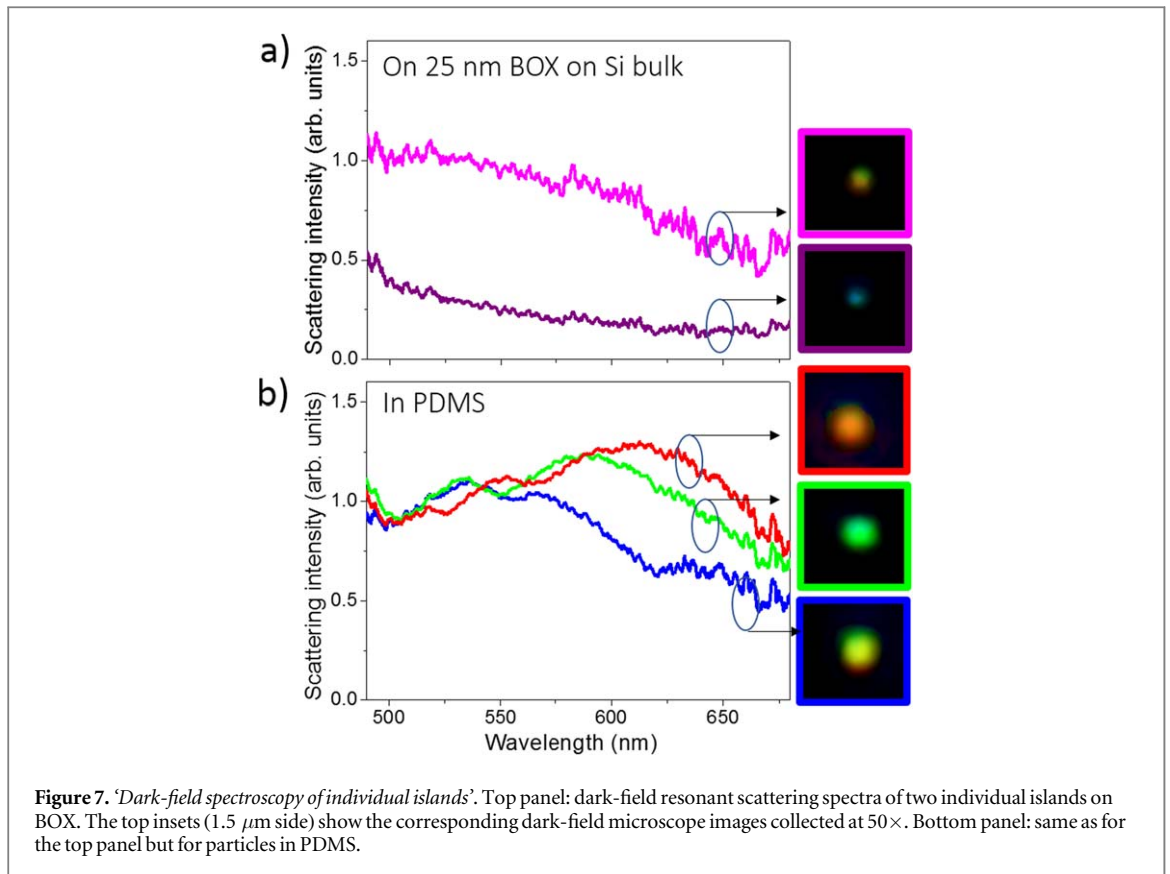 a)
On 25 nm BOX on Si bulk
Scattering intensity (arb. units)
1.5
1.0
0.5
0.0
b)
In PDMS
Scattering intensity (arb. units)
1.5
1.0
0.5
0.0
500 550 600 650
Wavelength (nm)
Figure 7. ‘Dark-field spectroscopy of individual islands’. Top panel: dark-field resonant scattering spectra of two individual islands on
BOX. The top insets (1.5 μm side) show the corresponding dark-field microscope images collected at 50×. Bottom panel: same as for
the top panel but for particles in PDMS.